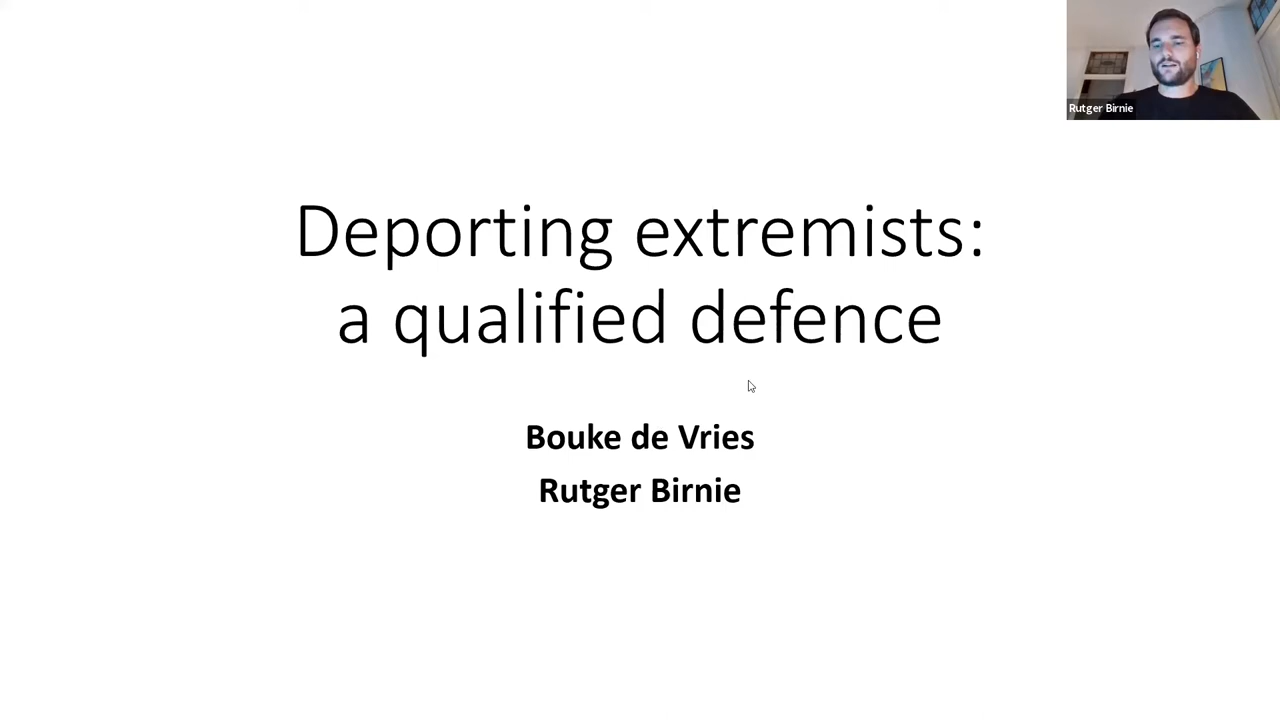 Rutger Birnie
Deporting extremists:
a qualified defence
Bouke de Vries
Rutger Birnie